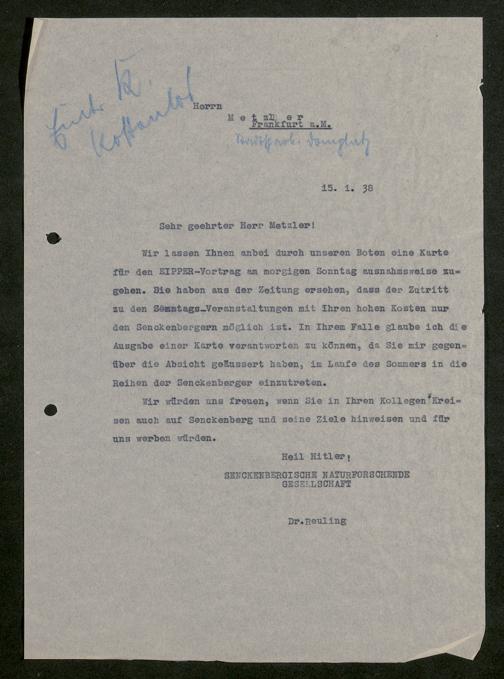 Eintr. K.
Kostenlos
Herrn
Metzler
Frankfurt a.M.
15. 1. 38
Sehr geehrter Herr Metzler!
Wir lassen Ihnen anbei durch unseren Boten eine Karte
für den EIPPER-Vortrag am morgigen Sonntag ausnahmsweise zu=
gehen. Sie haben aus der Zeitung ersehen, dass der Zutritt
zu den Sonntags-Veranstaltungen mit Ihren hohen Kosten nur
den Senckenbergern möglich ist. In Ihrem Falle glaube ich die
Ausgabe einer Karte verantworten zu können, da Sie mir gegen=
über die Absicht geäussert haben, im Laufe des Sommers in die
Reihen der Senckenberger einzutreten.
Wir würden uns freuen, wenn Sie in Ihren Kollegen-Krei=
sen auch auf Senckenberg und seine Ziele hinweisen und für
uns werben würden.
Heil Hitler!
SENCKENBERGISCHE NATURFORSCHENDE
GESELLSCHAFT
Dr.Reuling